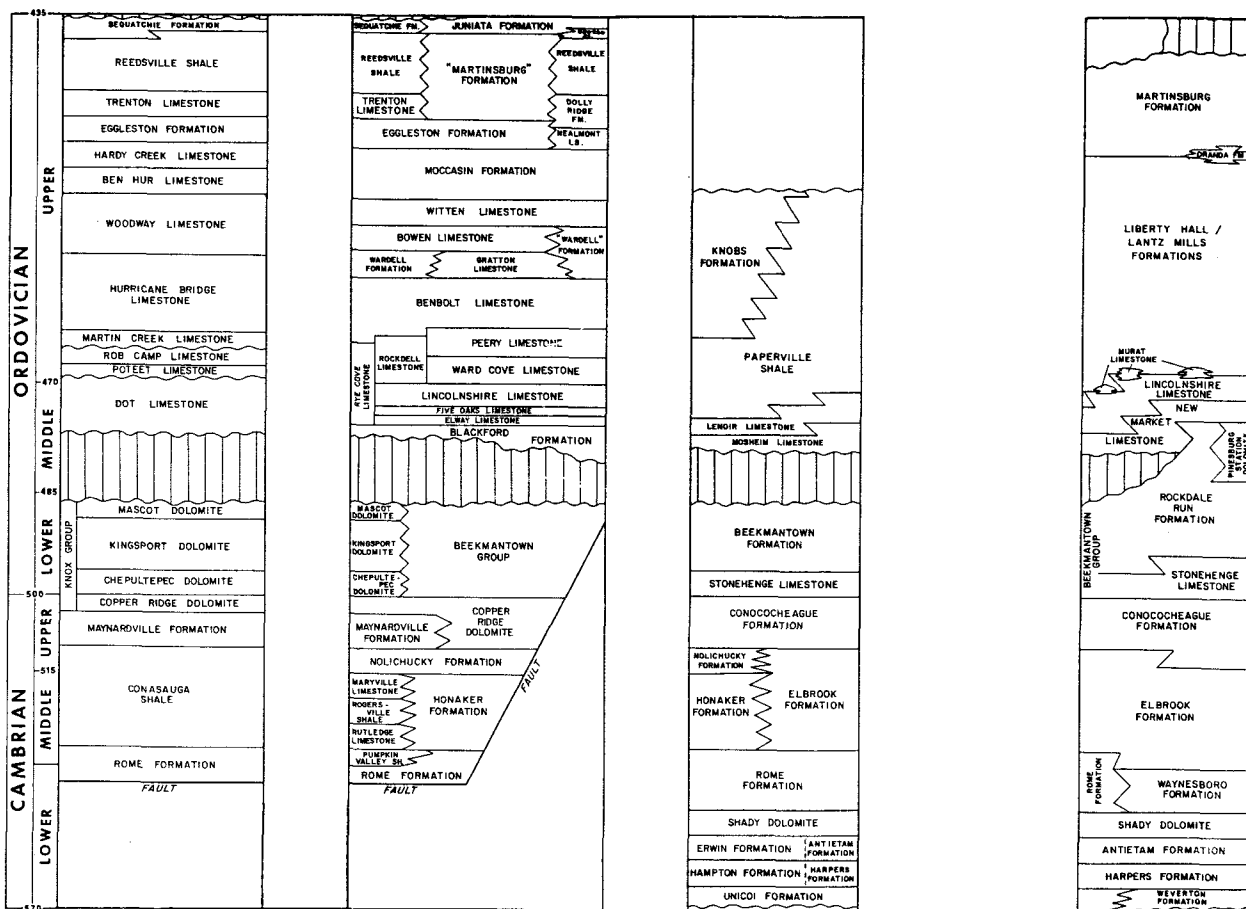 435
ORDOVICIAN
UPPER
470
MIDDLE
485
LOWER
500
CAMBRIAN
UPPER
515
MIDDLE
LOWER
570
SEQUATCHIE FORMATION
REEDSVILLE SHALE
TRENTON LIMESTONE
EGGLESTON FORMATION
HARDY CREEK LIMESTONE
BEN HUR LIMESTONE
WOODWAY LIMESTONE
HURRICANE BRIDGE
LIMESTONE
MARTIN CREEK LIMESTONE
ROB CAMP LIMESTONE
POTEET LIMESTONE
DOT LIMESTONE
MASCOT DOLOMITE
KNOX GROUP
KINGSPORT DOLOMITE
CHEPULTEPEC DOLOMITE
COPPER RIDGE DOLOMITE
MAYNARDVILLE FORMATION
CONASAUGA
SHALE
ROME FORMATION
FAULT
SEQUATCHIE FM.
JUNIATA FORMATION
REEDSVILLE
SHALE
"MARTINSBURG"
FORMATION
REEDSVILLE
SHALE
TRENTON
LIMESTONE
DOLLY
RIDGE
FM.
EGGLESTON FORMATION
NEALMONT
LS.
MOCCASIN FORMATION
WITTEN LIMESTONE
BOWEN LIMESTONE
"WARDELL"
FORMATION
WARDELL
FORMATION
GRATTON
LIMESTONE
BENBOLT LIMESTONE
PEERY LIMESTONE
RYE COVE
LIMESTONE
ROCKDELL
LIMESTONE
WARD COVE LIMESTONE
LINCOLNSHIRE LIMESTONE
FIVE OAKS LIMESTONE
ELWAY LIMESTONE
BLACKFORD
FORMATION
MASCOT
DOLOMITE
KINGSPORT
DOLOMITE
BEEKMANTOWN
GROUP
CHEPULTE-
PEC
DOLOMITE
COPPER
RIDGE
DOLOMITE
MAYNARDVILLE
FORMATION
NOLICHUCKY FORMATION
FAULT
MARYVILLE
LIMESTONE
ROGERS-
VILLE
SHALE
HONAKER
FORMATION
RUTLEDGE
LIMESTONE
PUMPKIN
VALLEY SH.
ROME FORMATION
FAULT
KNOBS
FORMATION
PAPERVILLE
SHALE
LENOIR LIMESTONE
MOSHEIM LIMESTONE
BEEKMANTOWN
FORMATION
STONEHENGE LIMESTONE
CONOCOCHEAGUE
FORMATION
NOLICHUCKY
FORMATION
HONAKER
FORMATION
ELBROOK
FORMATION
ROME
FORMATION
SHADY DOLOMITE
ERWIN FORMATION
ANTIETAM
FORMATION
HAMPTON FORMATION
HARPERS
FORMATION
UNICOI FORMATION
MARTINSBURG
FORMATION
ORANDA FM
LIBERTY HALL /
LANTZ MILLS
FORMATIONS
MURAT
LIMESTONE
LINCOLNSHIRE
LIMESTONE
NEW
MARKET
LIMESTONE
PINESBURG
STATION
BEEKMANTOWN
GROUP
ROCKDALE
RUN
FORMATION
STONEHENGE
LIMESTONE
CONOCOCHEAGUE
FORMATION
ELBROOK
FORMATION
ROME
FORMATION
WAYNESBORO
FORMATION
SHADY DOLOMITE
ANTIETAM FORMATION
HARPERS FORMATION
WEVERTON
FORMATION